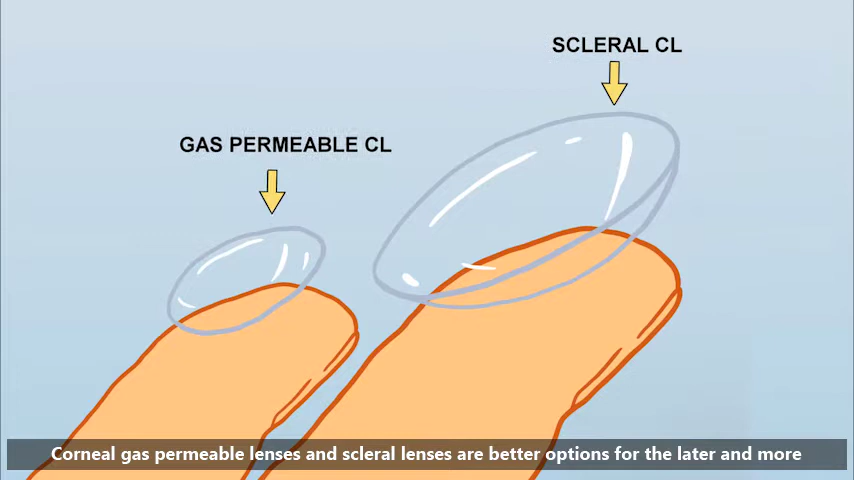 SCLERAL CL
GAS PERMEABLE CL
Corneal gas permeable lenses and scleral lenses are better options for the later and more